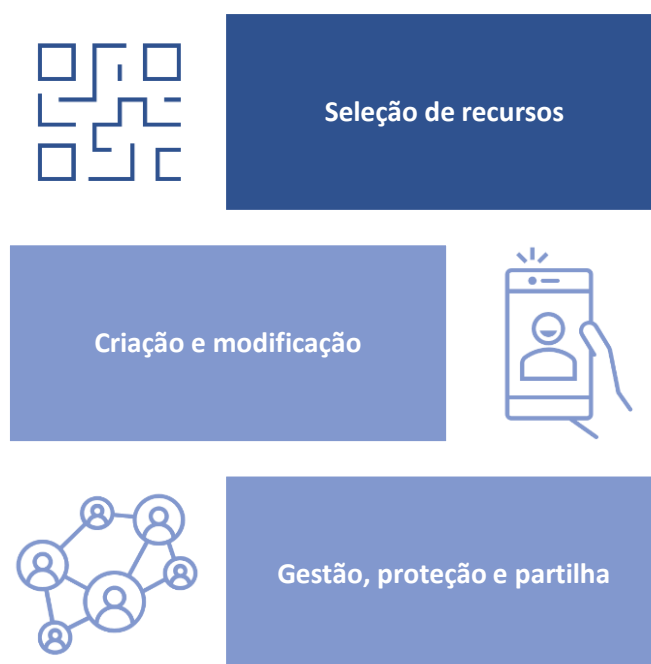 Seleção de recursos
Criação e modificação
Gestão, proteção e partilha